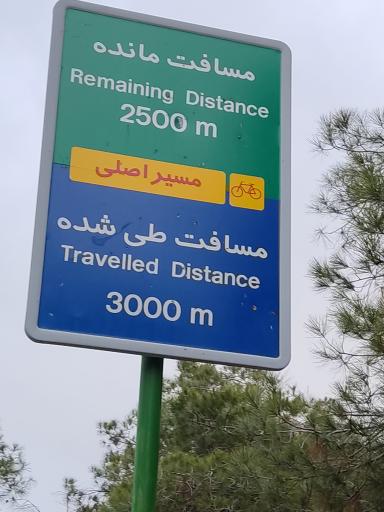 مسافت مانده
Remaining Distance
2500 m
مسیر اصلی
مسافت طی شده
Travelled Distance
3000 m